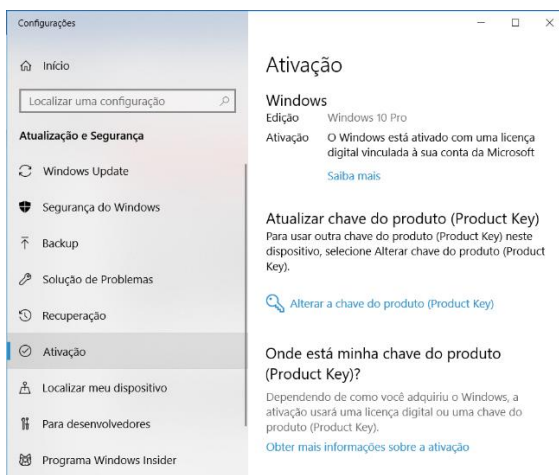 Configurações
Início
Localizar uma configuração
Atualização e Segurança
Windows Update
Segurança do Windows
Backup
Solução de Problemas
Recuperação
Ativação
Localizar meu dispositivo
Para desenvolvedores
Programa Windows Insider
Ativação
Windows
Edição Windows 10 Pro
Ativação O Windows está ativado com uma licença
digital vinculada à sua conta da Microsoft
Saiba mais
Atualizar chave do produto (Product Key)
Para usar outra chave do produto (Product Key) neste
dispositivo, selecione Alterar chave do produto (Product
Key).
Alterar a chave do produto (Product Key)
Onde está minha chave do produto
(Product Key)?
Dependendo de como você adquiriu o Windows, a
ativação usará uma licença digital ou uma chave do
produto (Product Key).
Obter mais informações sobre a ativação